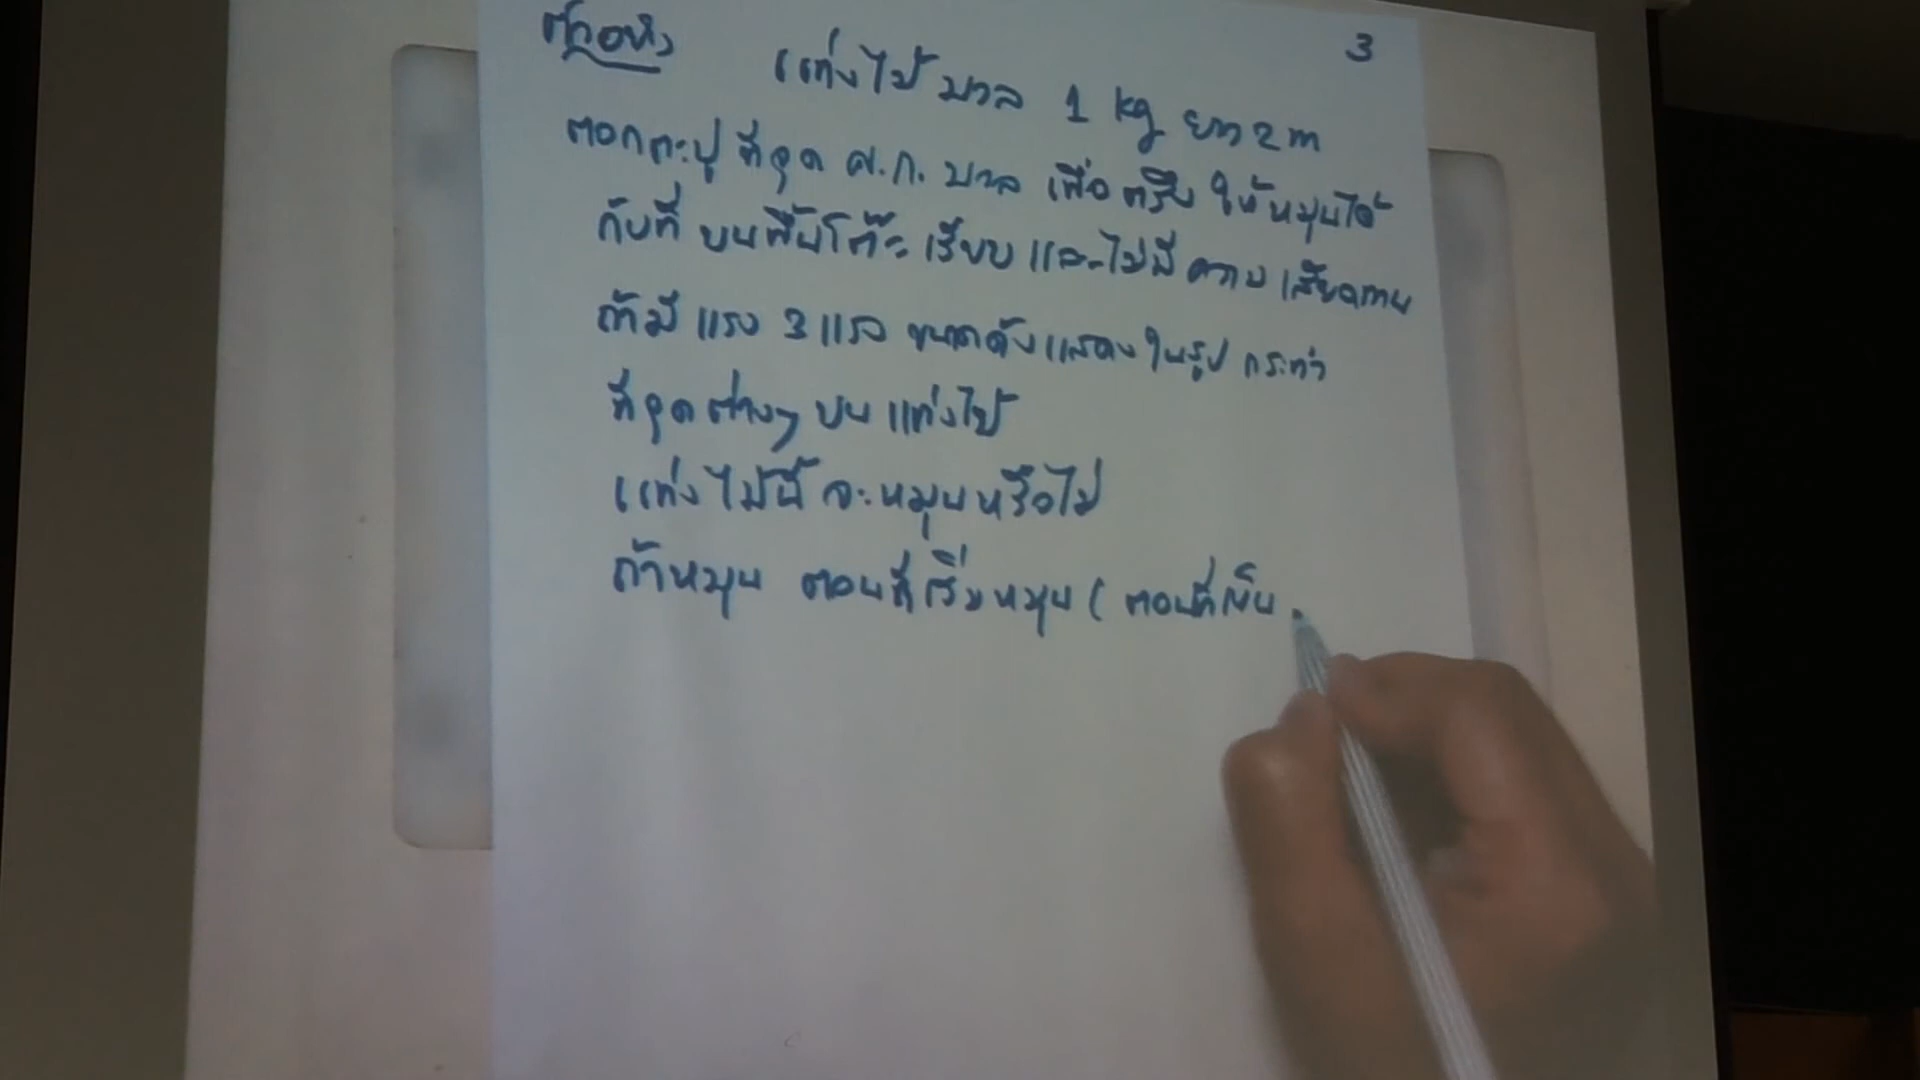 ตัวอย่าง 3
แท่งไม้ มวล 1 kg ยาว 2 m
ตอกตะปู ที่จุด ศ.ก. มวล เพื่อตรึง ให้หมุนได้
กับที่ บนพื้นโต๊ะ เรียบ และไม่มี ความ เสียดทาน
ถ้ามี แรง 3 แรง ขนาดดังแสดง ในรูป กระทำ
ที่จุด ต่างๆ บน แท่งไม้
แท่ง ไม้นี้ จะหมุนหรือไม่
ถ้าหมุน ตอนที่เริ่มหมุน ( ตอนที่